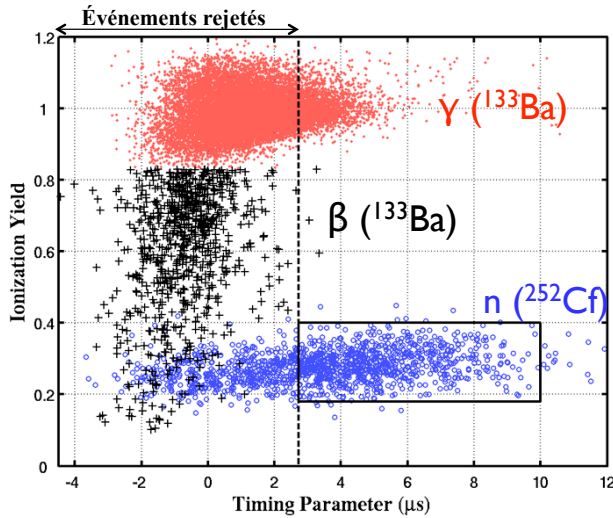 Événements rejetés
1.2
1
0.8
0.6
0.4
0.2
0
Ionization Yield
γ (¹³³Ba)
β (¹³³Ba)
n (²⁵²Cf)
-4 -2 0 2 4 6 8 10 12
Timing Parameter (μs)